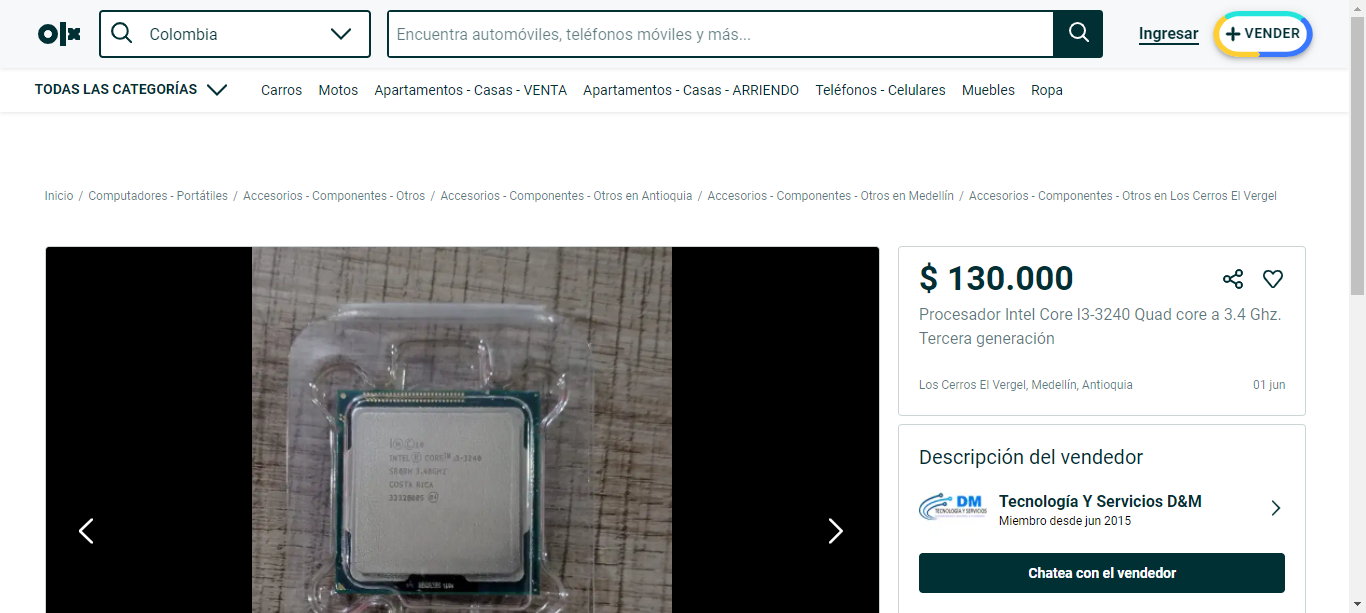 olx
Colombia
Encuentra automóviles, teléfonos móviles y más...
Ingresar
VENDER
TODAS LAS CATEGORÍAS
Carros
Motos
Apartamentos - Casas - VENTA
Apartamentos - Casas - ARRIENDO
Teléfonos - Celulares
Muebles
Ropa
Inicio / Computadores - Portátiles / Accesorios - Componentes - Otros / Accesorios - Componentes - Otros en Antioquia / Accesorios - Componentes - Otros en Medellín / Accesorios - Componentes - Otros en Los Cerros El Vergel
INTEL CORE i3-3240
3.40GHZ
COSTA RICA
$ 130.000
Procesador Intel Core I3-3240 Quad core a 3.4 Ghz.
Tercera generación
Los Cerros El Vergel, Medellín, Antioquia
01 jun
Descripción del vendedor
DM
TECNOLOGÍA Y SERVICIOS
Tecnología Y Servicios D&M
Miembro desde jun 2015
Chatea con el vendedor